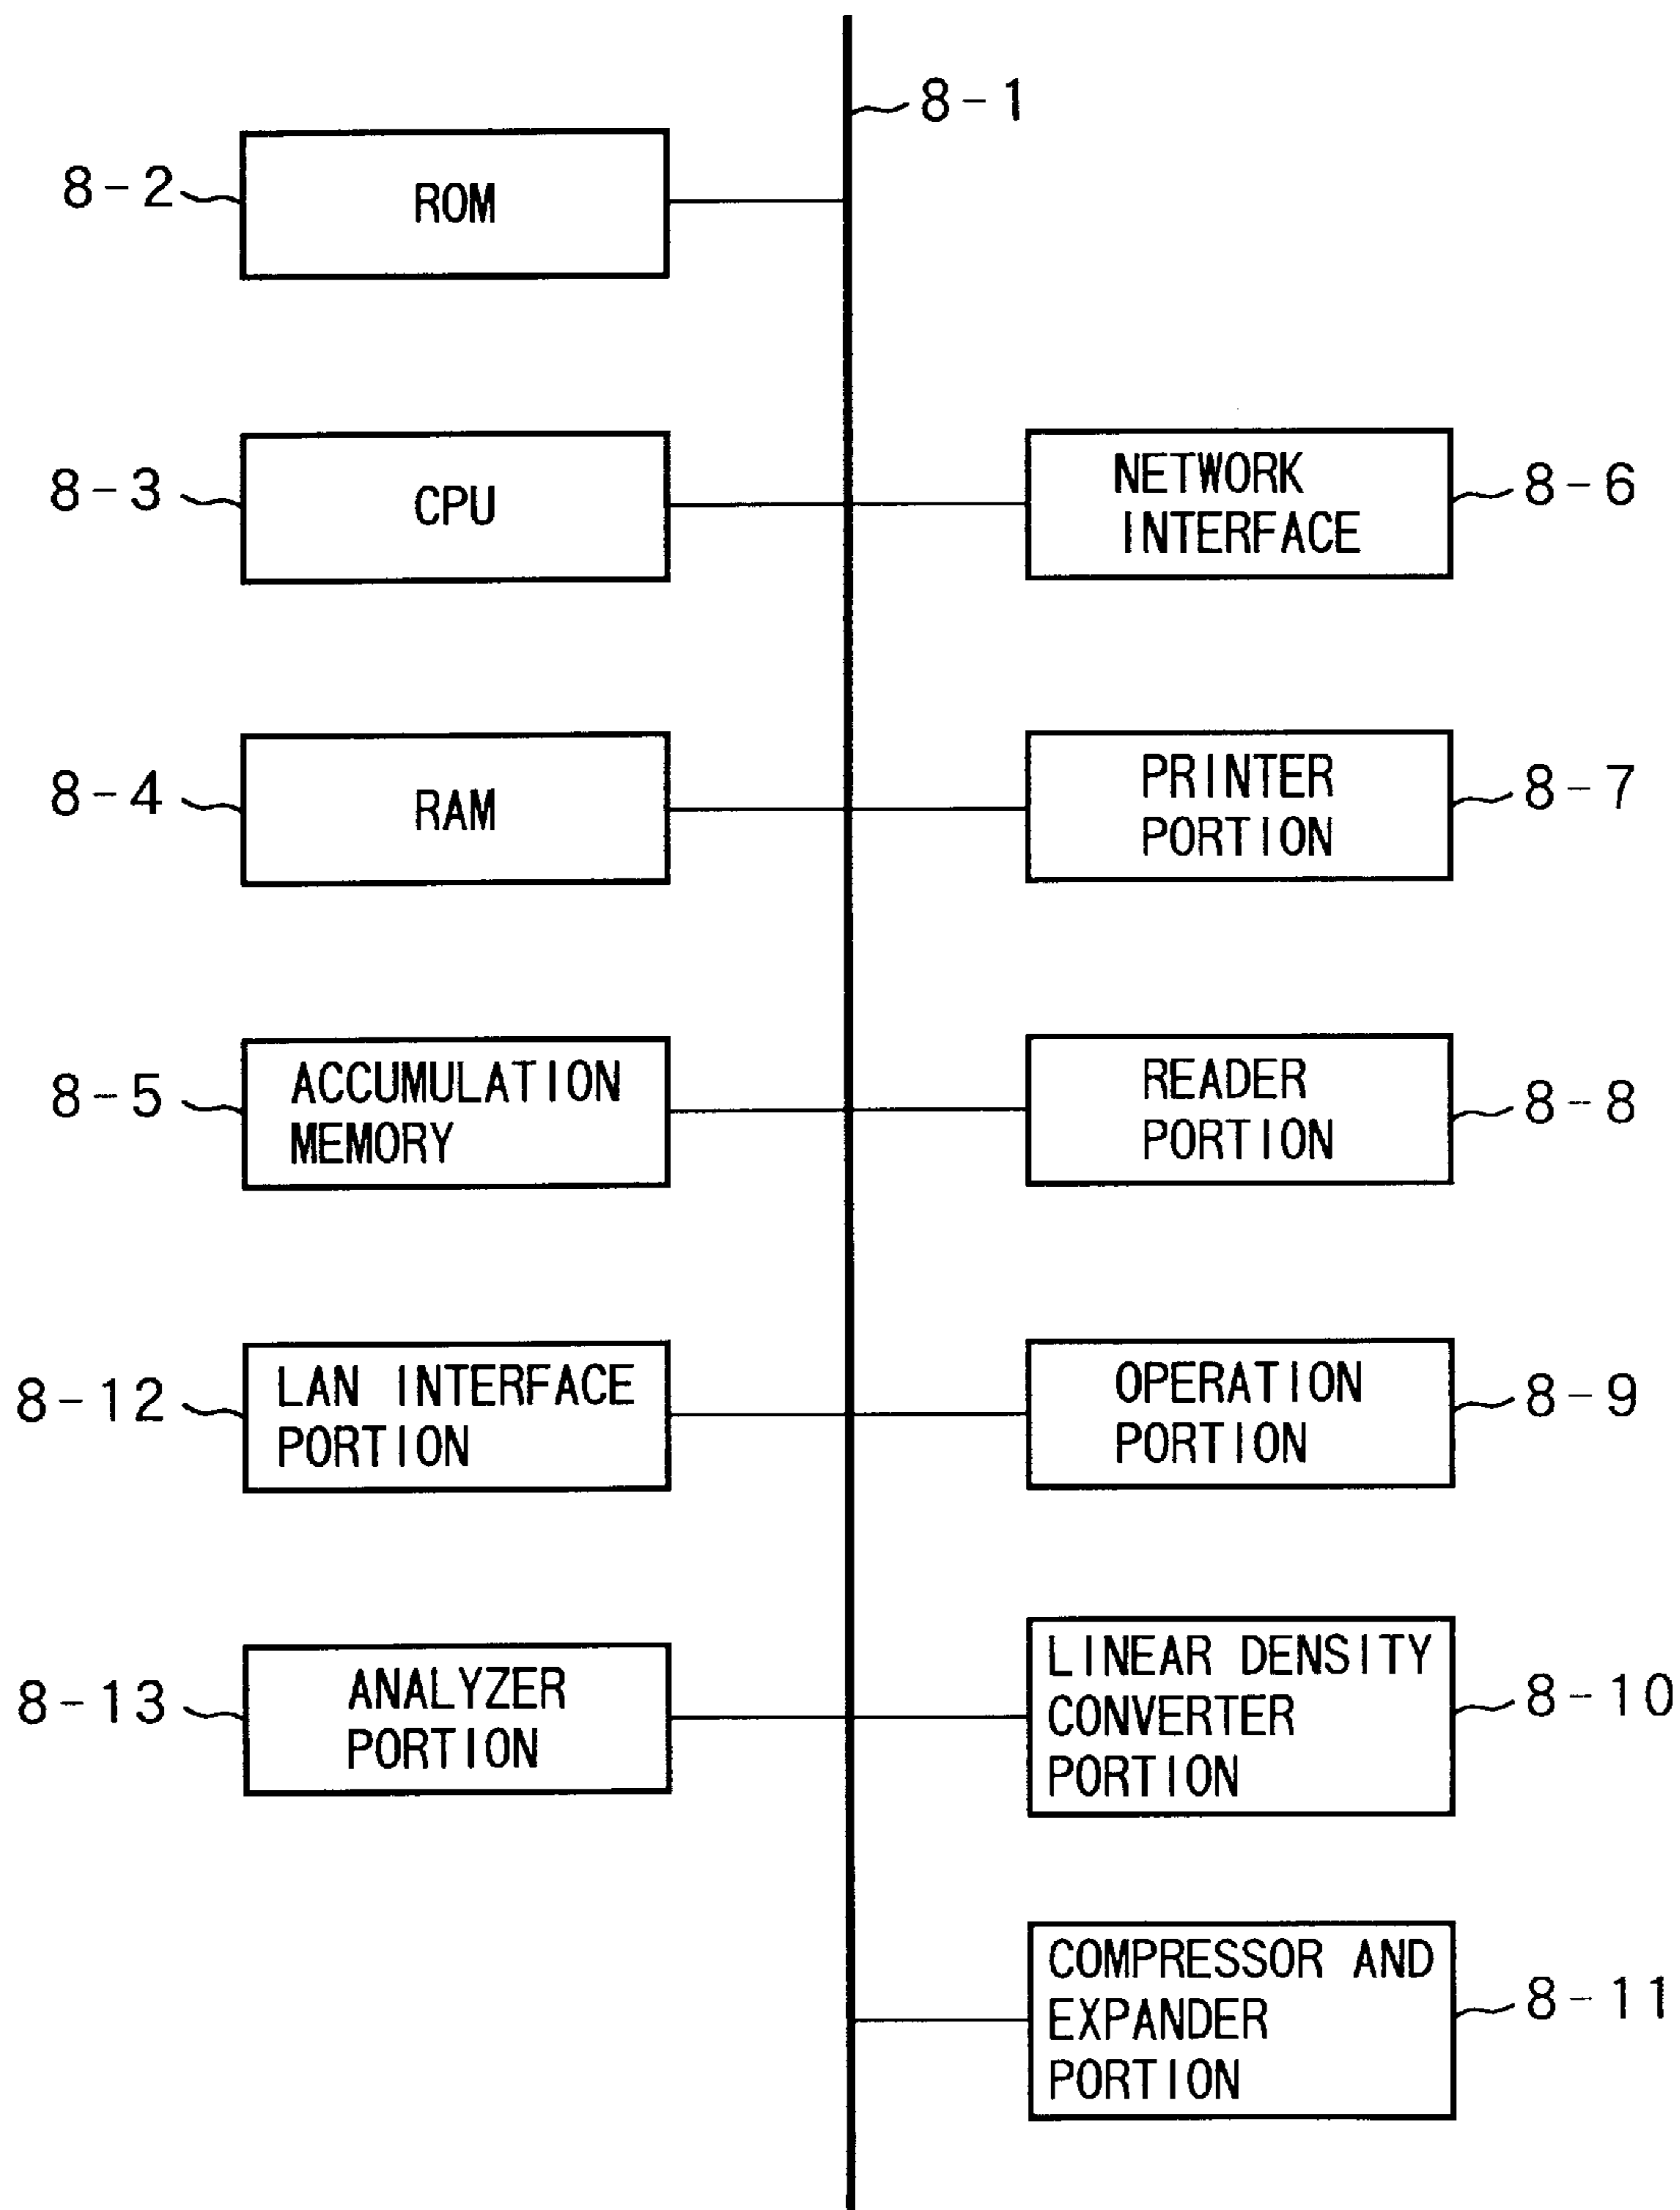 8-1
8-2
ROM
8-3
CPU
NETWORK
INTERFACE
8-6
8-4
RAM
PRINTER
PORTION
8-7
8-5
ACCUMULATION
MEMORY
READER
PORTION
8-8
8-12
LAN INTERFACE
PORTION
OPERATION
PORTION
8-9
8-13
ANALYZER
PORTION
LINEAR DENSITY
CONVERTER
PORTION
8-10
COMPRESSOR AND
EXPANDER
PORTION
8-11